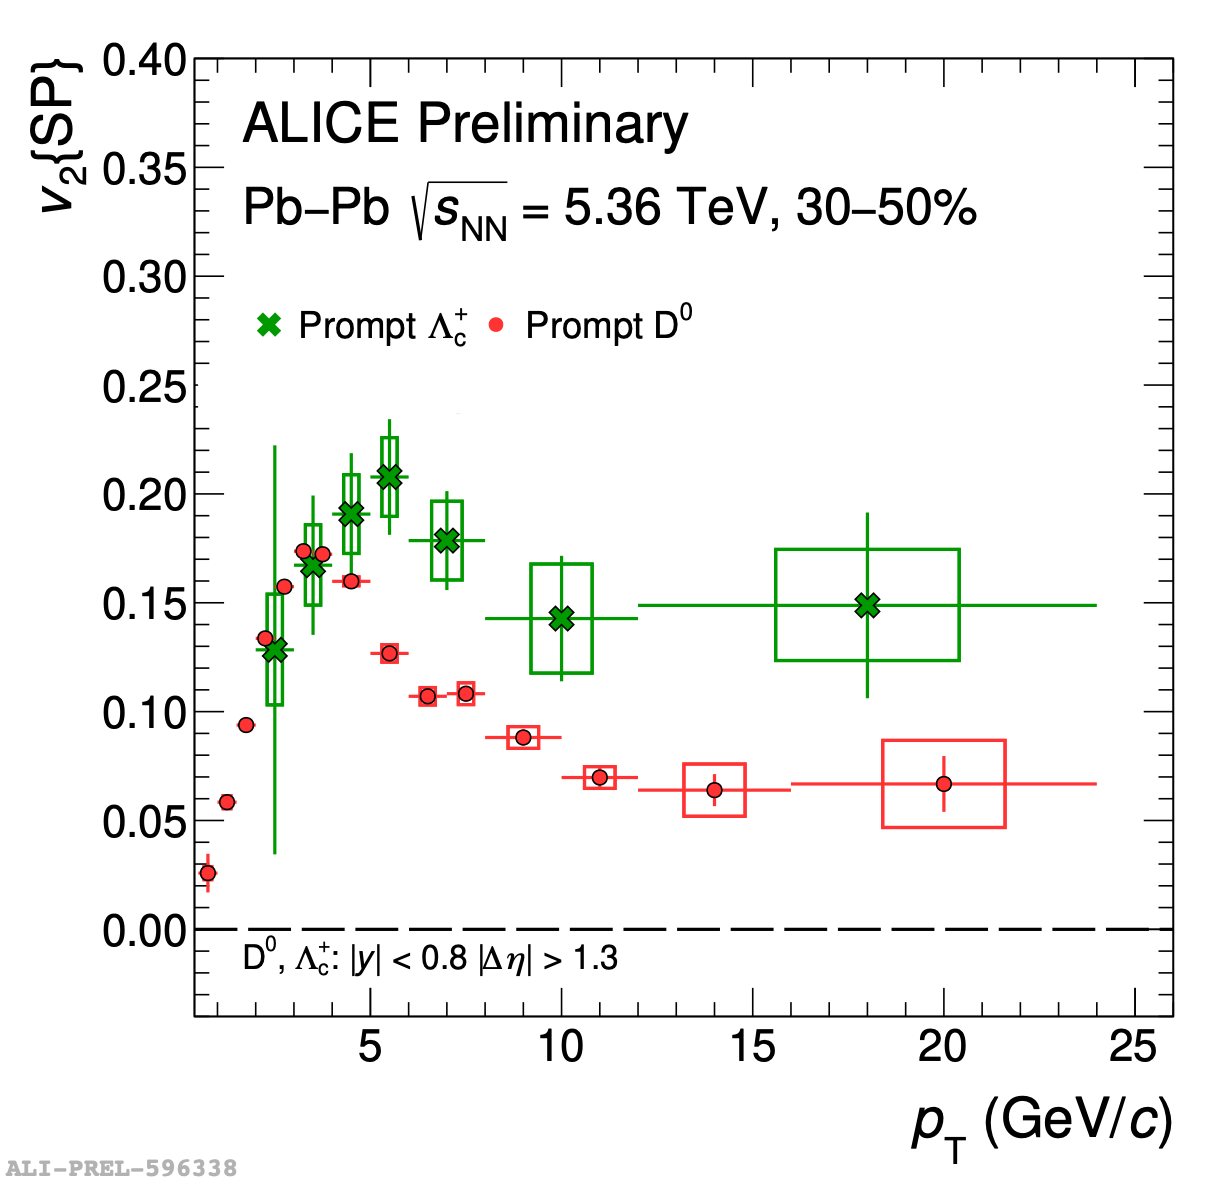 v2{SP}
0.40
ALICE Preliminary
0.35
Pb–Pb √sNN = 5.36 TeV, 30–50%
0.30
Prompt Λc+ Prompt D0
0.25
0.20
0.15
0.10
0.05
0.00
D0, Λc+: |y| < 0.8 |Δη| > 1.3
5 10 15 20 25
pT (GeV/c)
ALI-PREL-596338